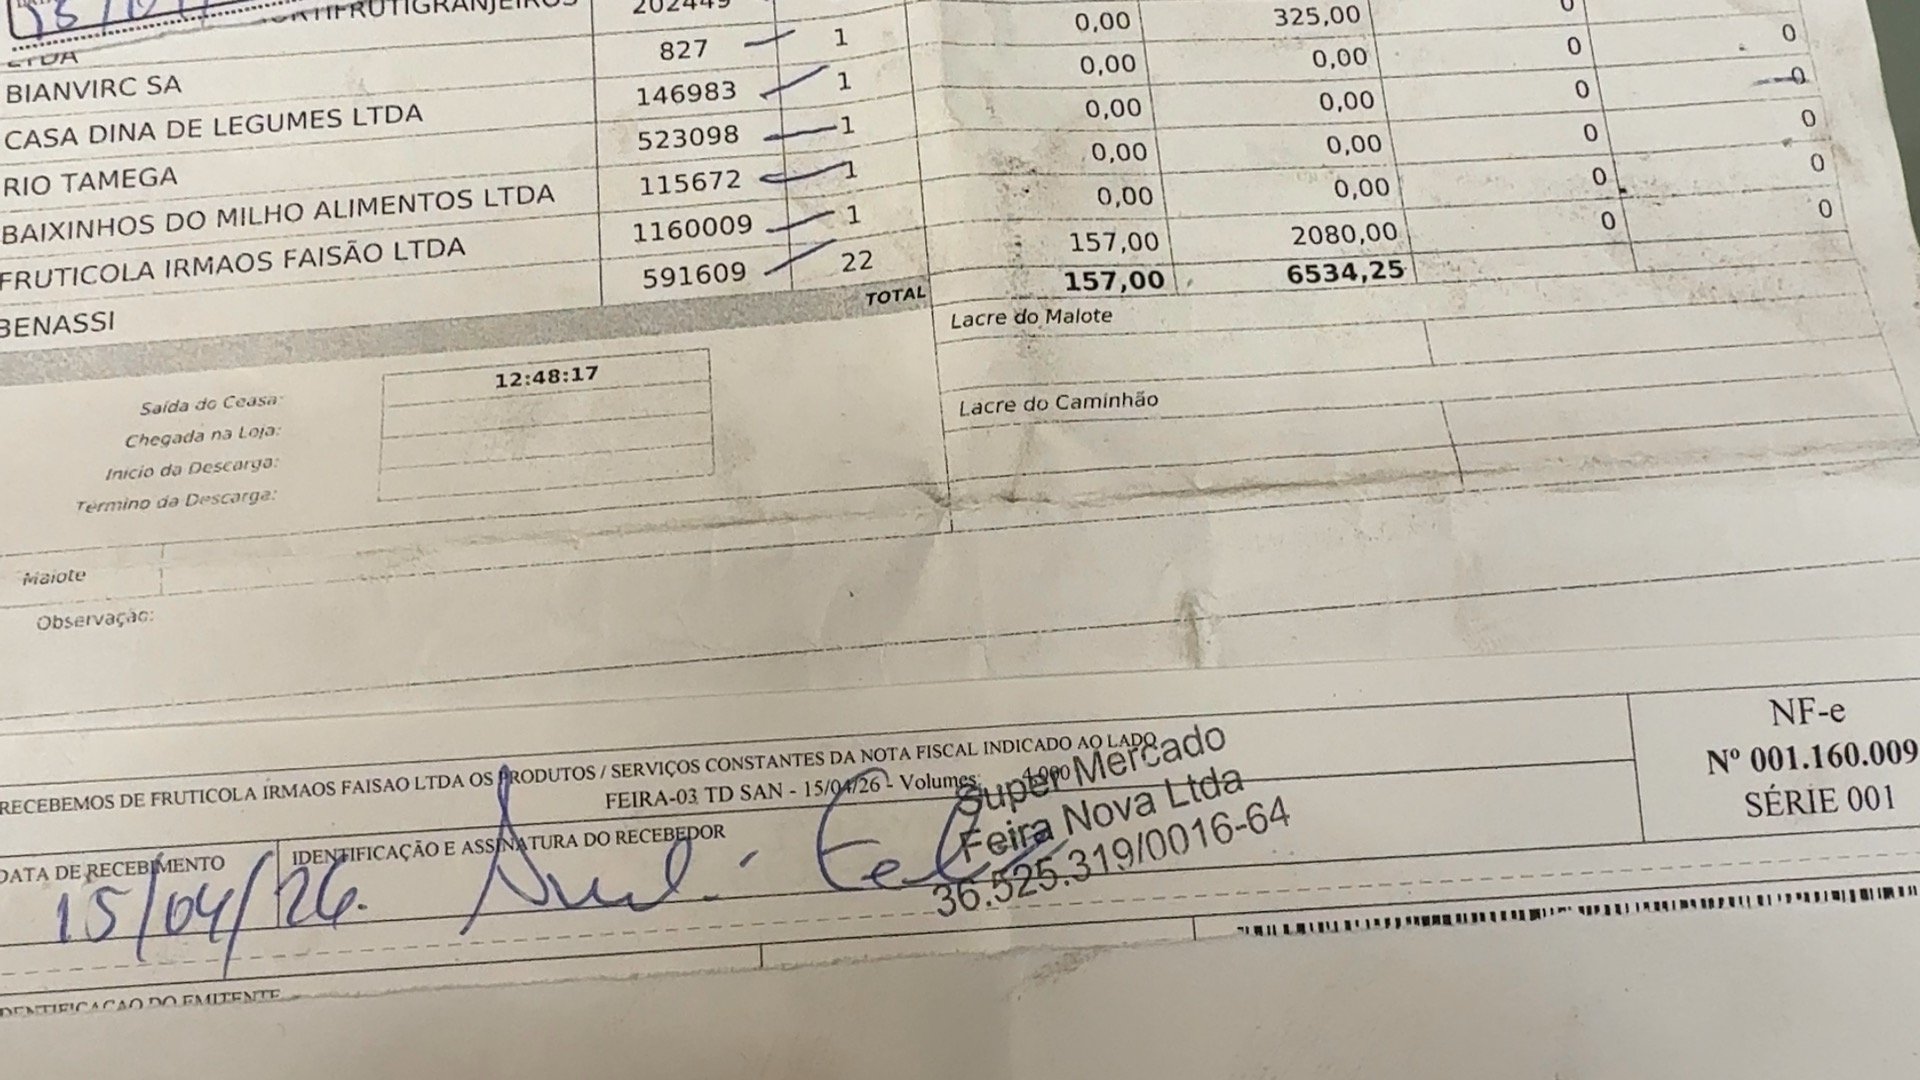 HORTIFRUTIGRANJEIROS 202449 0,00 325,00 0
LTDA 827 1 0,00 0,00 0 0
BIANVIRC SA 146983 1 0,00 0,00 0 0
CASA DINA DE LEGUMES LTDA 523098 1 0,00 0,00 0 0
RIO TAMEGA 115672 1 0,00 0,00 0 0
BAIXINHOS DO MILHO ALIMENTOS LTDA 1160009 1 157,00 2080,00 0 0
FRUTICOLA IRMAOS FAISÃO LTDA 591609 22 157,00 6534,25
BENASSI TOTAL
Lacre do Malote
12:48:17
Saída do Ceasa:
Chegada na Loja:
Início da Descarga:
Término da Descarga:
Lacre do Caminhão
Malote
Observação:
RECEBEMOS DE FRUTICOLA IRMAOS FAISAO LTDA OS PRODUTOS / SERVIÇOS CONSTANTES DA NOTA FISCAL INDICADO AO LADO
FEIRA-03 TD SAN - 15/04/26 - Volumes: 4.000
NF-e
Nº 001.160.009
SÉRIE 001
DATA DE RECEBIMENTO
15/04/26.
IDENTIFICAÇÃO E ASSINATURA DO RECEBEDOR
Super Mercado
Feira Nova Ltda
36.525.319/0016-64
IDENTIFICAÇÃO DO EMITENTE